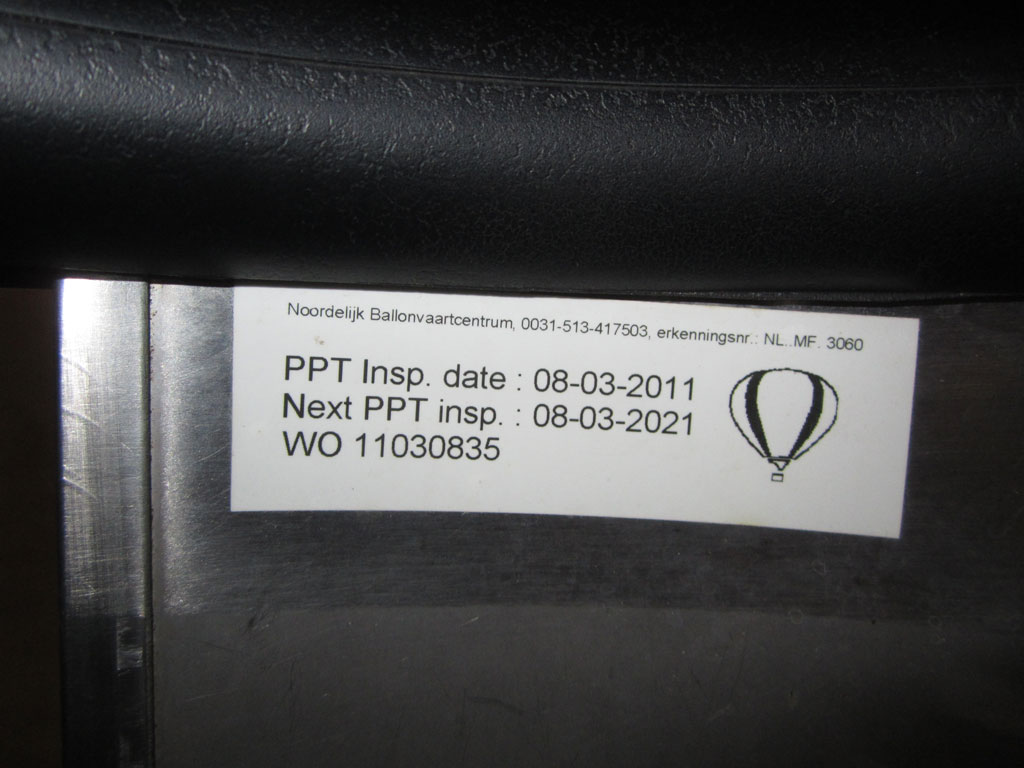 Noordelijk Ballonvaartcentrum, 0031-513-417503, erkenningsnr.: NL..MF. 3060
PPT Insp. date : 08-03-2011
Next PPT insp. : 08-03-2021
WO 11030835